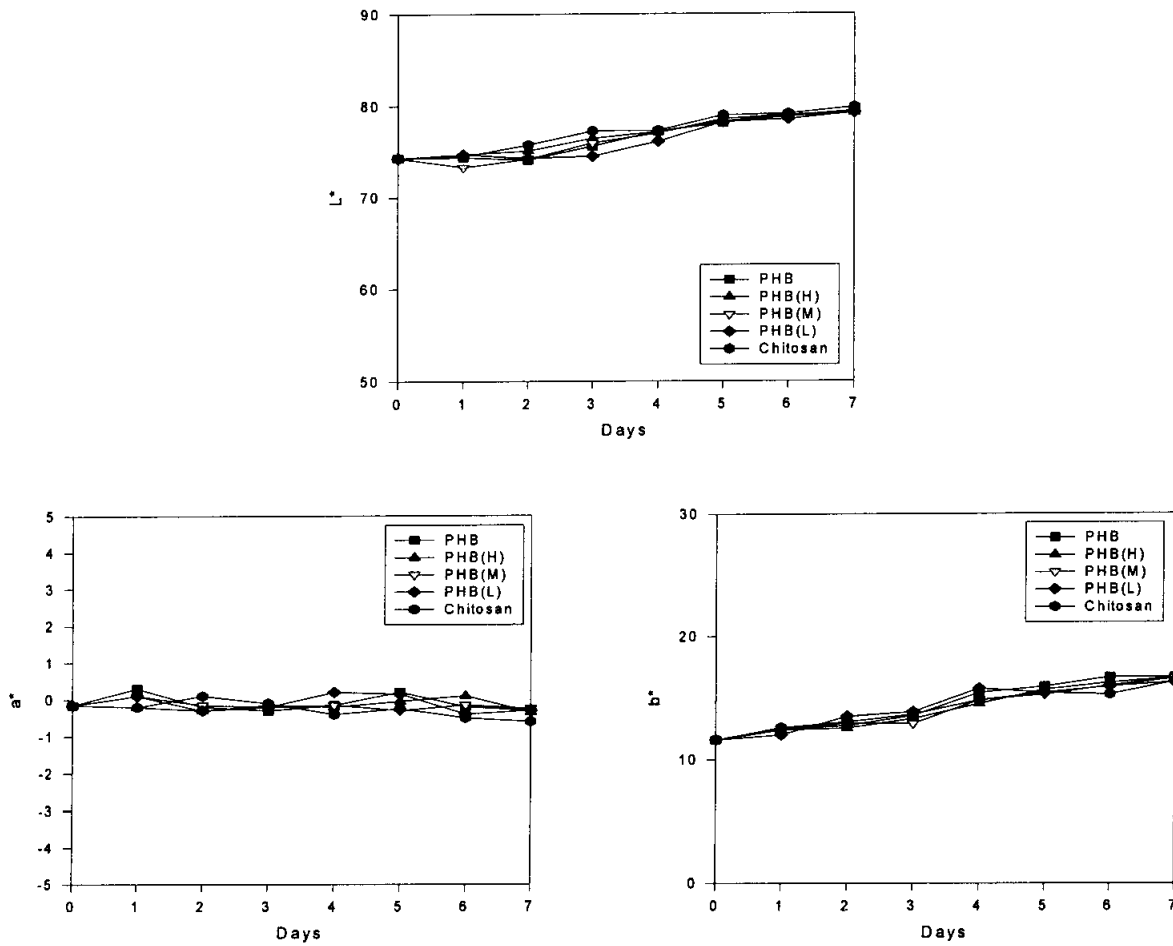 90
80
L*
70
60
50
PHB
PHB(H)
PHB(M)
PHB(L)
Chitosan
0 1 2 3 4 5 6 7
Days
5
4
3
2
1
a*
0
-1
-2
-3
-4
-5
PHB
PHB(H)
PHB(M)
PHB(L)
Chitosan
0 1 2 3 4 5 6 7
Days
30
20
b*
10
0
PHB
PHB(H)
PHB(M)
PHB(L)
Chitosan
0 1 2 3 4 5 6 7
Days